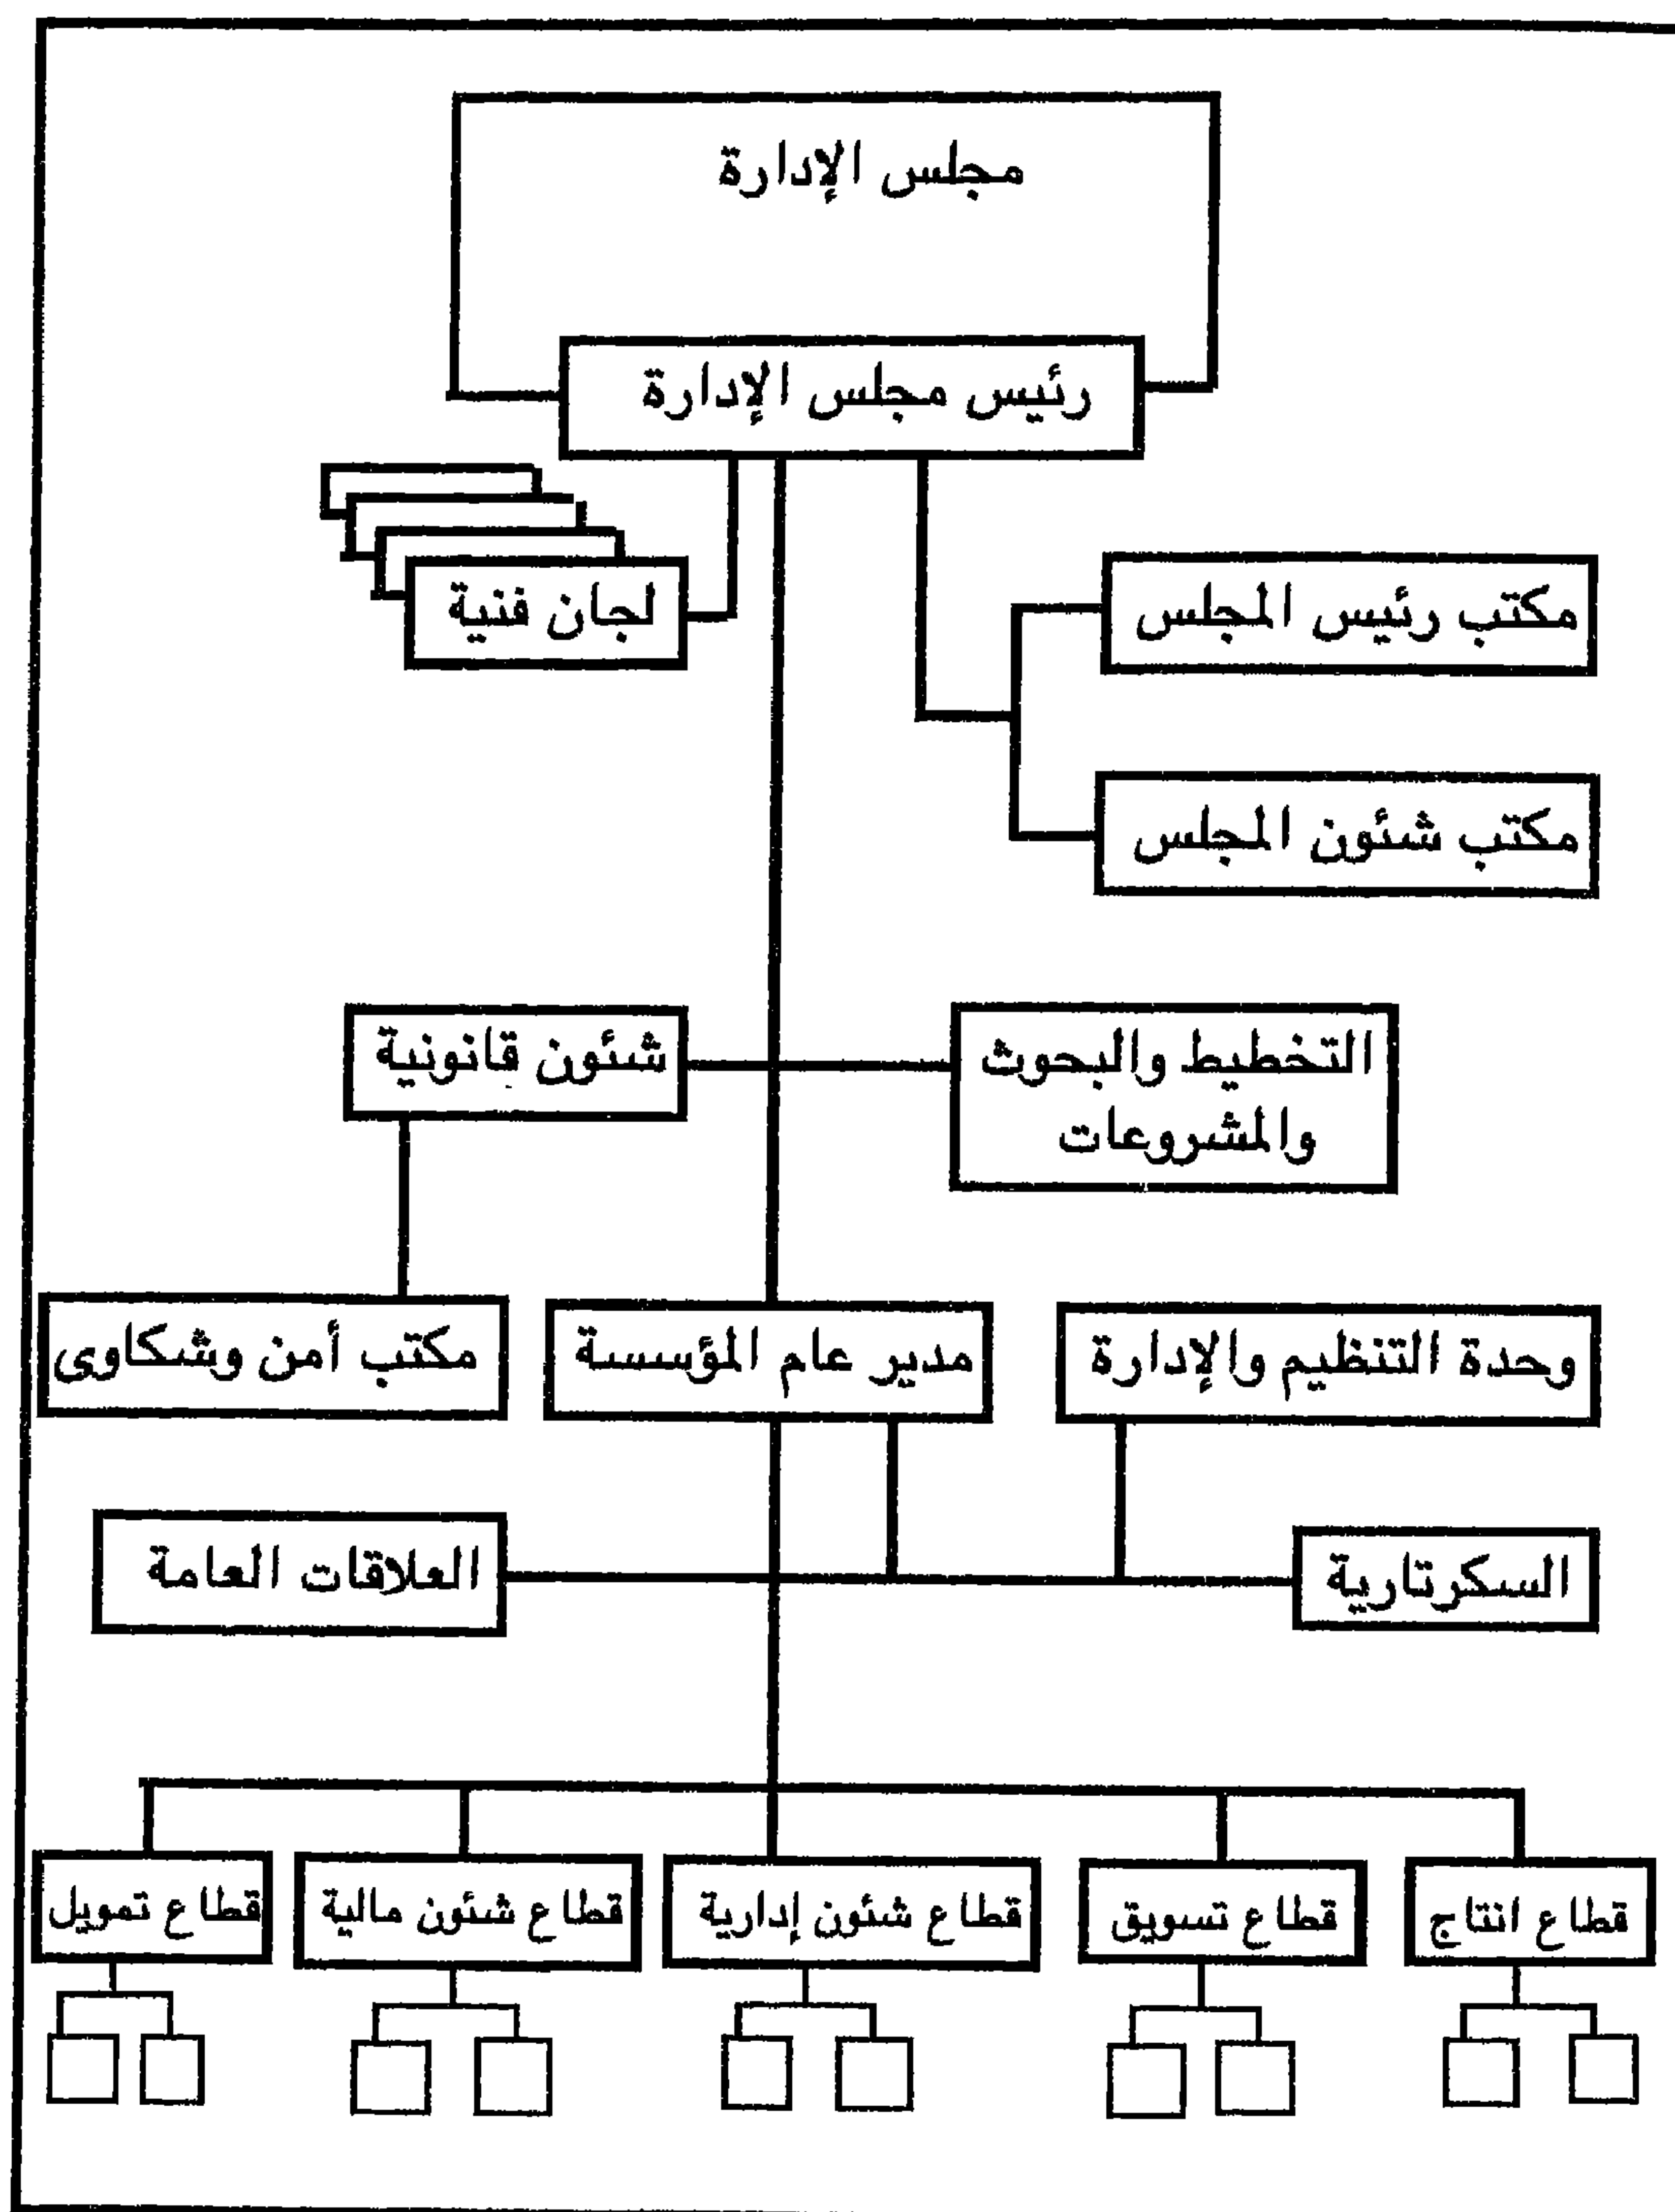 مجلس الإدارة
رئيس مجلس الإدارة
لجان فنية
مكتب رئيس المجلس
مكتب شئون المجلس
التخطيط والبحوث
والمشروعات
شئون قانونية
وحدة التنظيم والإدارة
مدير عام المؤسسة
مكتب أمن وشكاوى
السكرتارية
العلاقات العامة
قطاع انتاج
قطاع تسويق
قطاع شئون إدارية
قطاع شئون مالية
قطاع تمويل